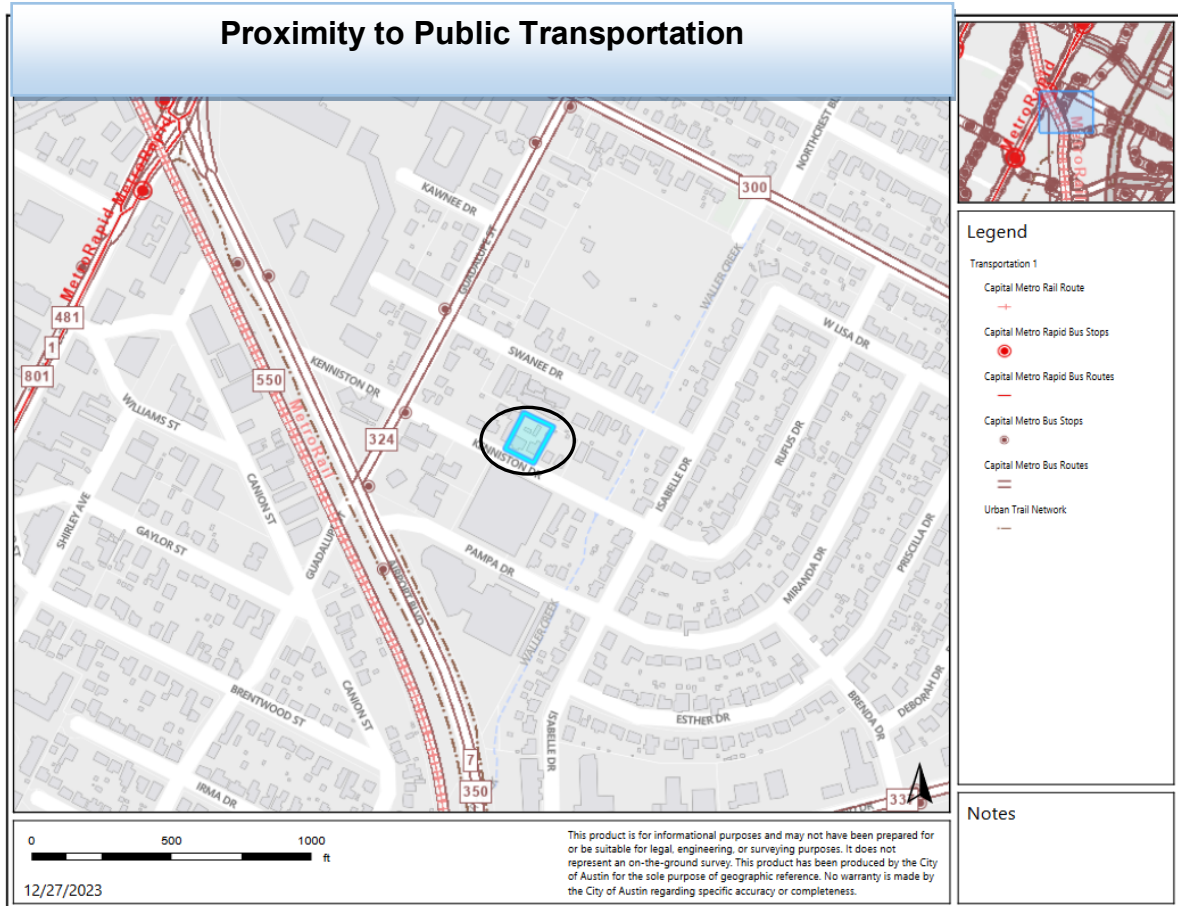 Proximity to Public Transportation
MetroRapid
MetroRail
MetroRapid MetroRapid
KAWNEE DR
GUADALUPE ST
NORTHCREST BL
300
WALLER CREEK
W LISA DR
481
1
801
KENNISTON DR
SWANEE DR
550
MetroRail
324
WILLIAMS ST
KENNISTON DR
RUFUS DR
ISABELLE DR
CANION ST
SHIRLEY AVE
GAYLOR ST
GUADALUPE ST
PAMPA DR
AIRPORT BLVD
MIRANDA DR
PRISCILLA DR
WALLER CREEK
BRENTWOOD ST
CANION ST
ESTHER DR
ISABELLE DR
BRENDA DR
DEBORAH DR
IRMA DR
7
350
Legend
Transportation 1
Capital Metro Rail Route
Capital Metro Rapid Bus Stops
Capital Metro Rapid Bus Routes
Capital Metro Bus Stops
Capital Metro Bus Routes
Urban Trail Network
Notes
0 500 1000
ft
12/27/2023
This product is for informational purposes and may not have been prepared for
or be suitable for legal, engineering, or surveying purposes. It does not
represent an on-the-ground survey. This product has been produced by the City
of Austin for the sole purpose of geographic reference. No warranty is made by
the City of Austin regarding specific accuracy or completeness.